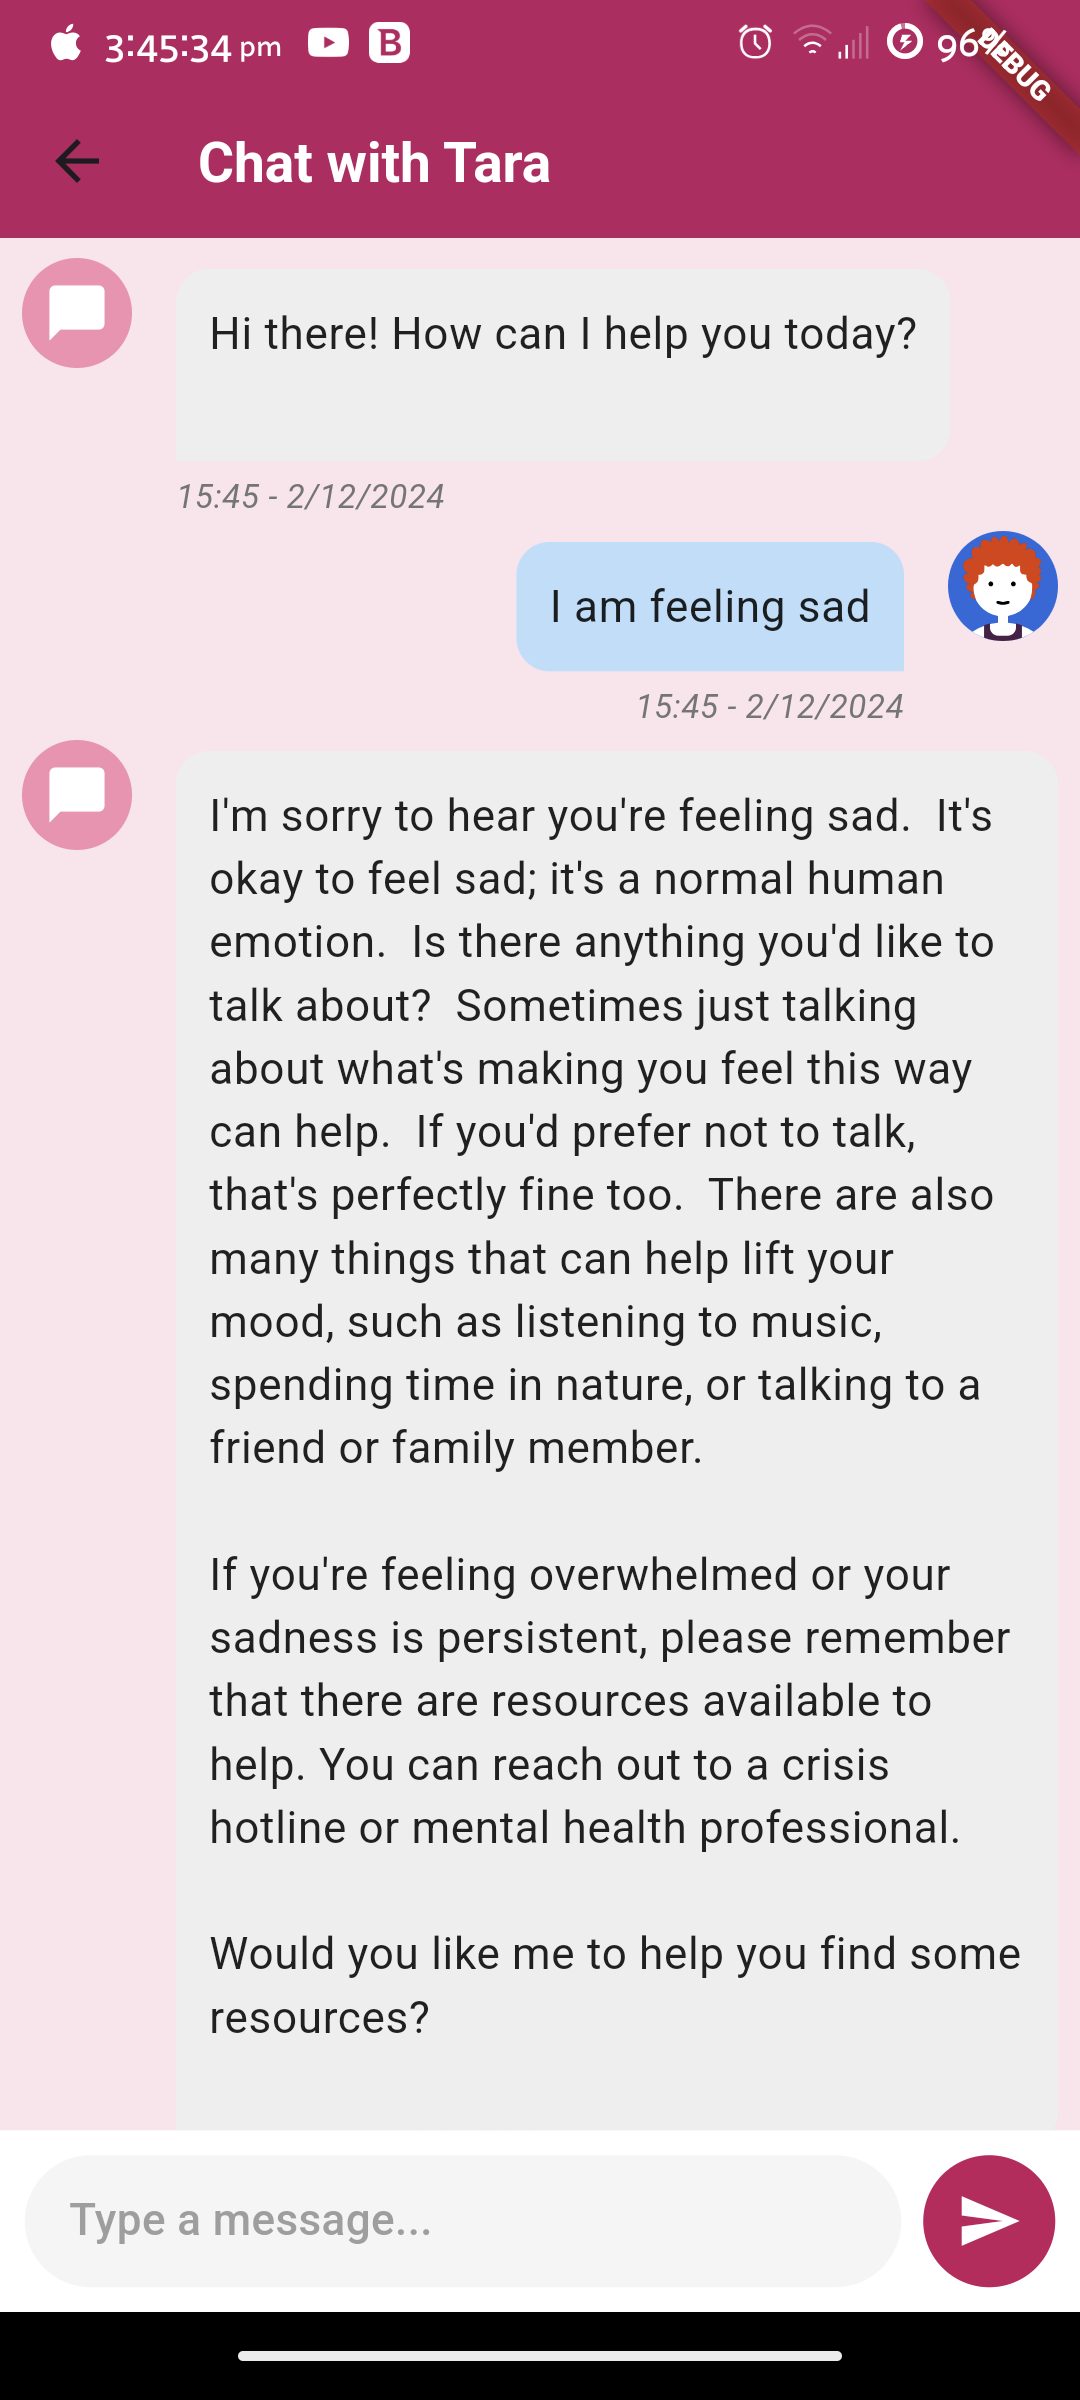 3:45:34 pm B 96%
DEBUG
Chat with Tara
Hi there! How can I help you today?
15:45 - 2/12/2024
I am feeling sad
15:45 - 2/12/2024
I'm sorry to hear you're feeling sad.  It's
okay to feel sad; it's a normal human
emotion.  Is there anything you'd like to
talk about?  Sometimes just talking
about what's making you feel this way
can help.  If you'd prefer not to talk,
that's perfectly fine too.  There are also
many things that can help lift your
mood, such as listening to music,
spending time in nature, or talking to a
friend or family member.
If you're feeling overwhelmed or your
sadness is persistent, please remember
that there are resources available to
help. You can reach out to a crisis
hotline or mental health professional.
Would you like me to help you find some
resources?
Type a message...